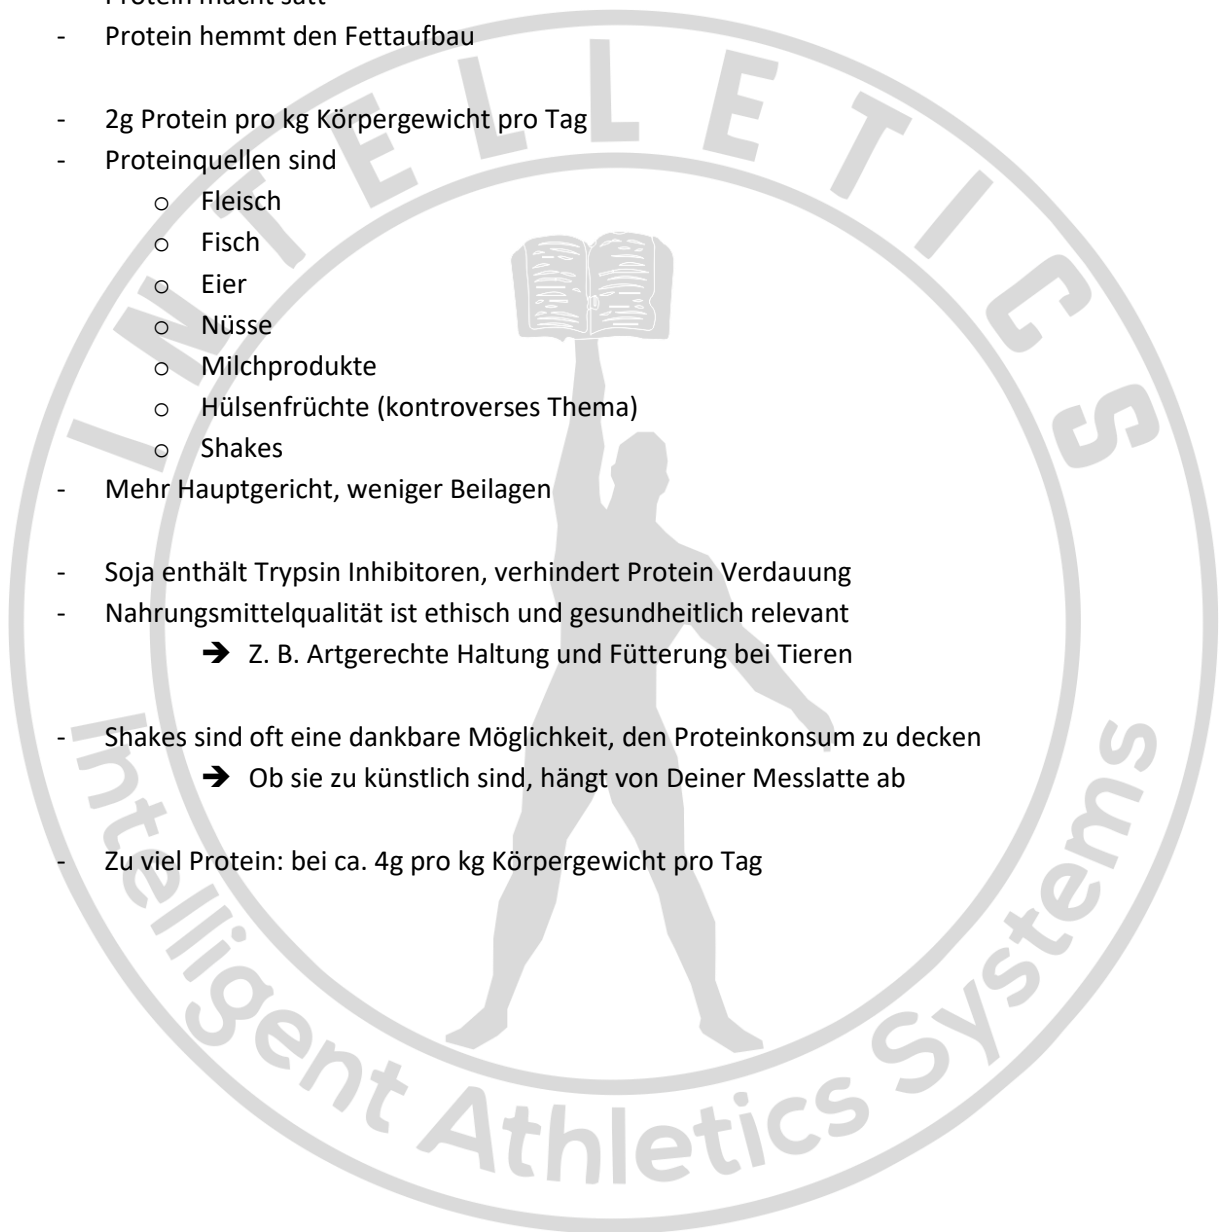 Protein macht satt
- Protein hemmt den Fettaufbau
- 2g Protein pro kg Körpergewicht pro Tag
- Proteinquellen sind
o Fleisch
o Fisch
o Eier
o Nüsse
o Milchprodukte
o Hülsenfrüchte (kontroverses Thema)
o Shakes
- Mehr Hauptgericht, weniger Beilagen
- Soja enthält Trypsin Inhibitoren, verhindert Protein Verdauung
- Nahrungsmittelqualität ist ethisch und gesundheitlich relevant
➔ Z. B. Artgerechte Haltung und Fütterung bei Tieren
- Shakes sind oft eine dankbare Möglichkeit, den Proteinkonsum zu decken
➔ Ob sie zu künstlich sind, hängt von Deiner Messlatte ab
- Zu viel Protein: bei ca. 4g pro kg Körpergewicht pro Tag
INTELLETICS
Intelligent Athletics Systems